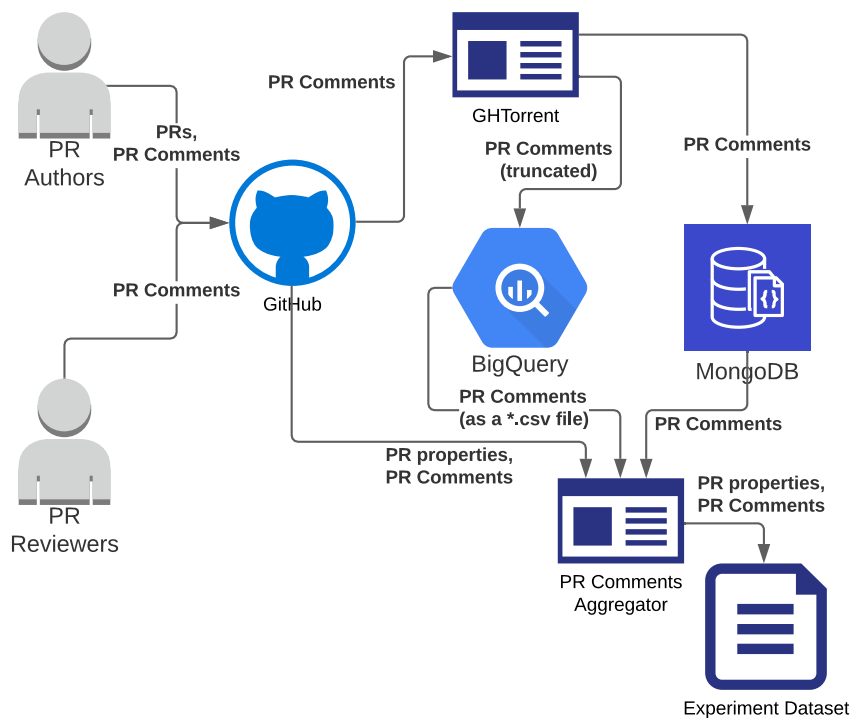 PR Comments
GHTorrent
PRs,
PR Comments
PR
Authors
PR Comments
(truncated)
PR Comments
PR Comments
GitHub
BigQuery
MongoDB
PR Comments
(as a *.csv file)
PR Comments
PR properties,
PR Comments
PR
Reviewers
PR properties,
PR Comments
PR Comments
Aggregator
Experiment Dataset